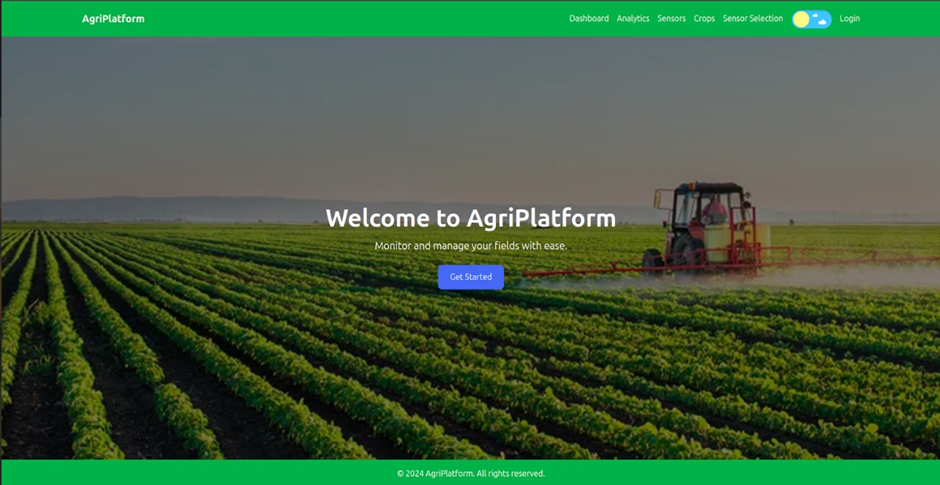 AgriPlatform
Dashboard Analytics Sensors Crops Sensor Selection Login
Welcome to AgriPlatform
Monitor and manage your fields with ease.
Get Started
© 2024 AgriPlatform. All rights reserved.